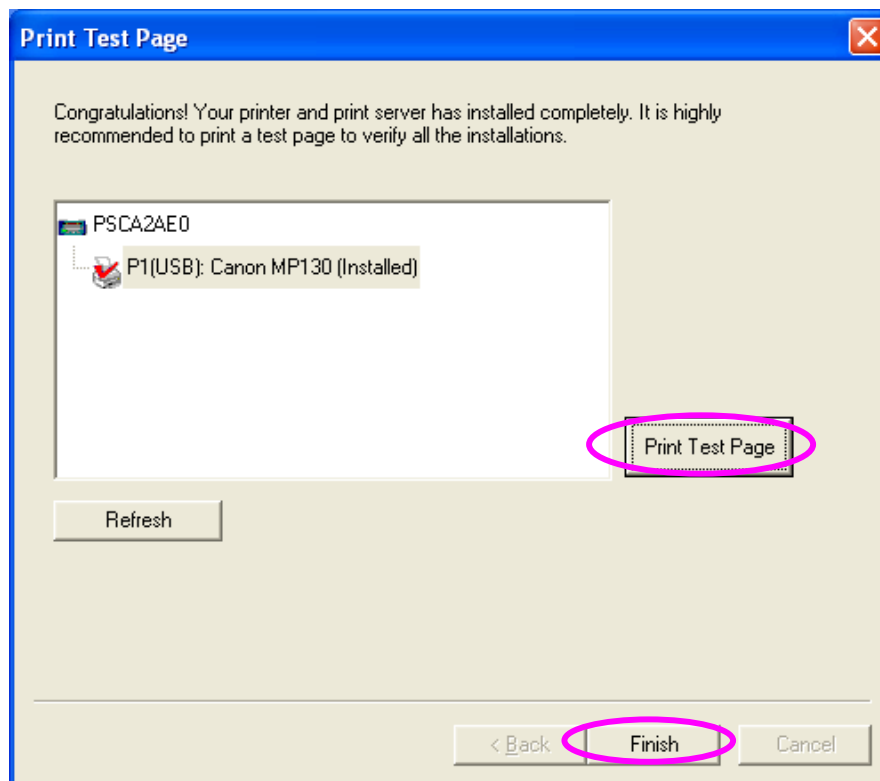 Print Test Page
Congratulations! Your printer and print server has installed completely. It is highly
recommended to print a test page to verify all the installations.
PSCA2AE0
P1(USB): Canon MP130 (Installed)
Print Test Page
Refresh
< Back
Finish
Cancel